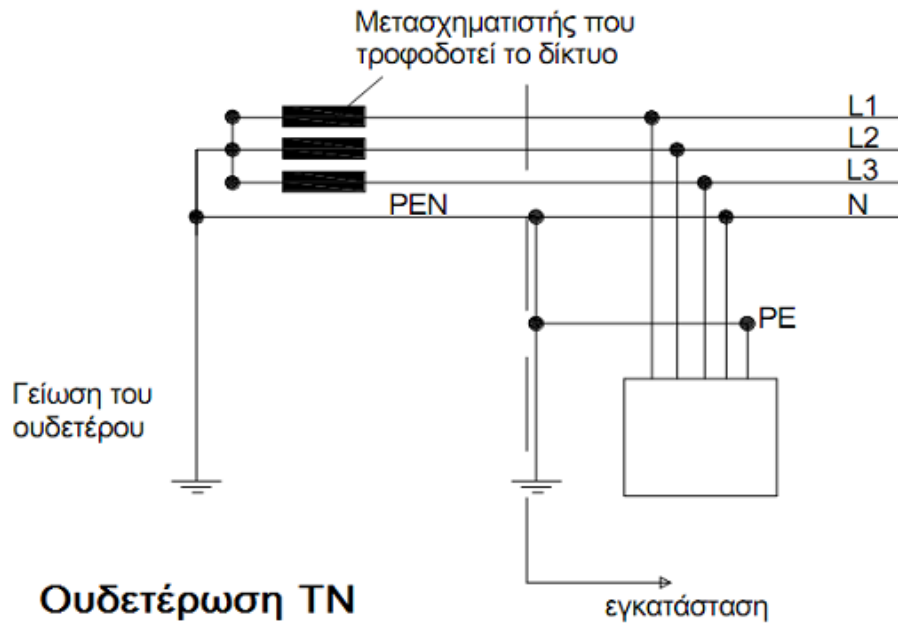 Μετασχηματιστής που
τροφοδοτεί το δίκτυο
L1
L2
L3
PEN
N
PE
Γείωση του
ουδετέρου
Ουδετέρωση TN
εγκατάσταση